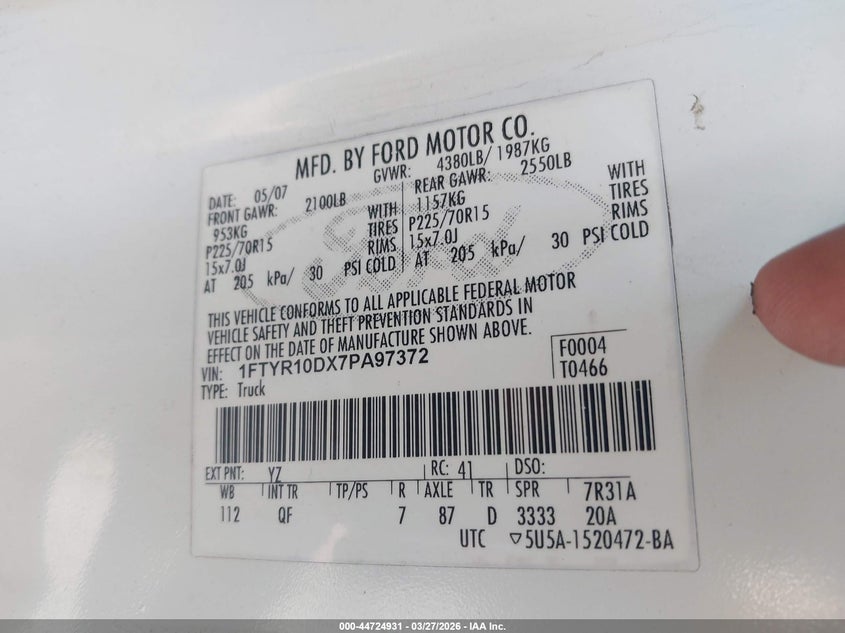 MFD. BY FORD MOTOR CO.
DATE: 05/07 GVWR: 4380LB/ 1987KG
FRONT GAWR: 2100LB REAR GAWR: 2550LB
953KG WITH 1157KG WITH
P225/70R15 TIRES P225/70R15 TIRES
15x7.0J RIMS 15x7.0J RIMS
AT 205 kPa/ 30 PSI COLD AT 205 kPa/ 30 PSI COLD
THIS VEHICLE CONFORMS TO ALL APPLICABLE FEDERAL MOTOR
VEHICLE SAFETY AND THEFT PREVENTION STANDARDS IN
EFFECT ON THE DATE OF MANUFACTURE SHOWN ABOVE.
VIN: 1FTYR10DX7PA97372 F0004
TYPE: Truck T0466
EXT PNT: YZ RC: 41 DSO:
WB INT TR TP/PS R AXLE TR SPR 7R31A
112 QF 7 87 D 3333 20A
UTC ▽5U5A-1520472-BA
Ford
000-44724931 - 03/27/2026 - IAA Inc.